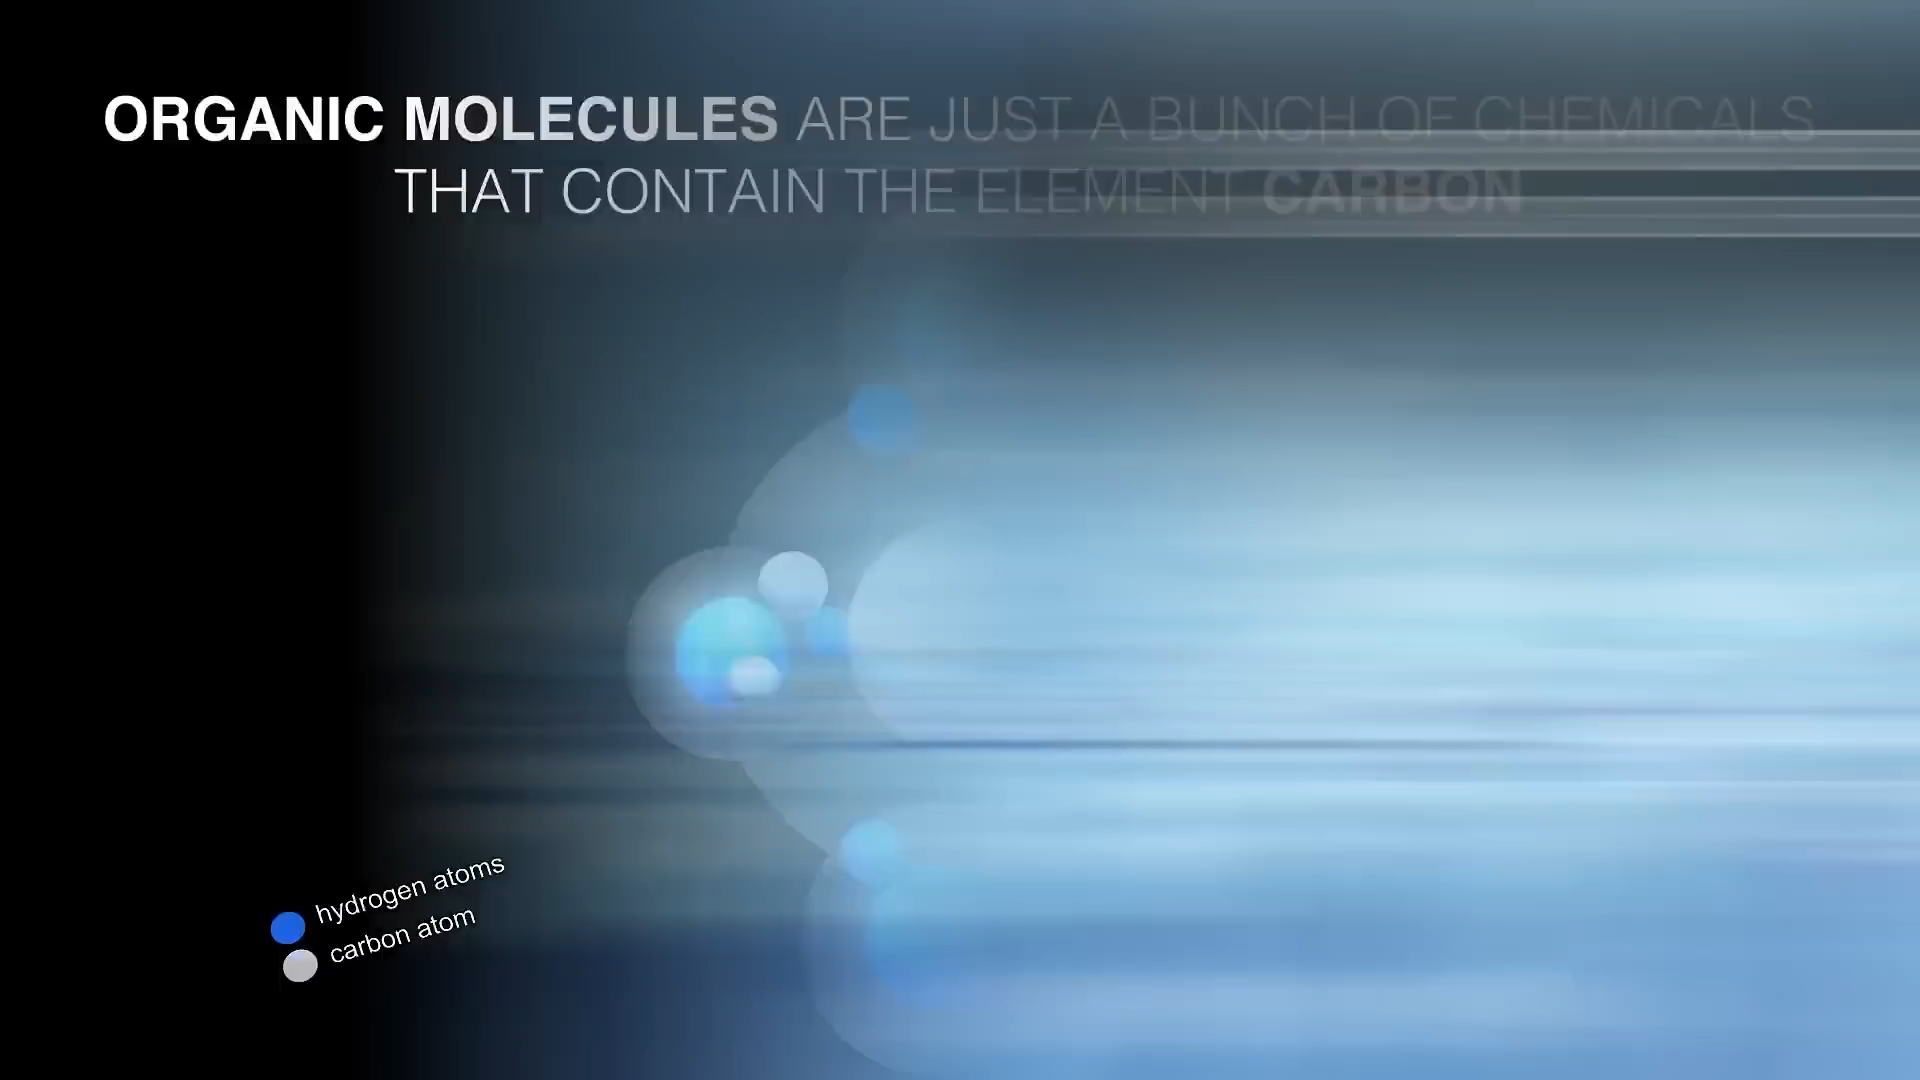 ORGANIC MOLECULES ARE JUST A BUNCH OF CHEMICALS
THAT CONTAIN THE ELEMENT CARBON
hydrogen atoms
carbon atom